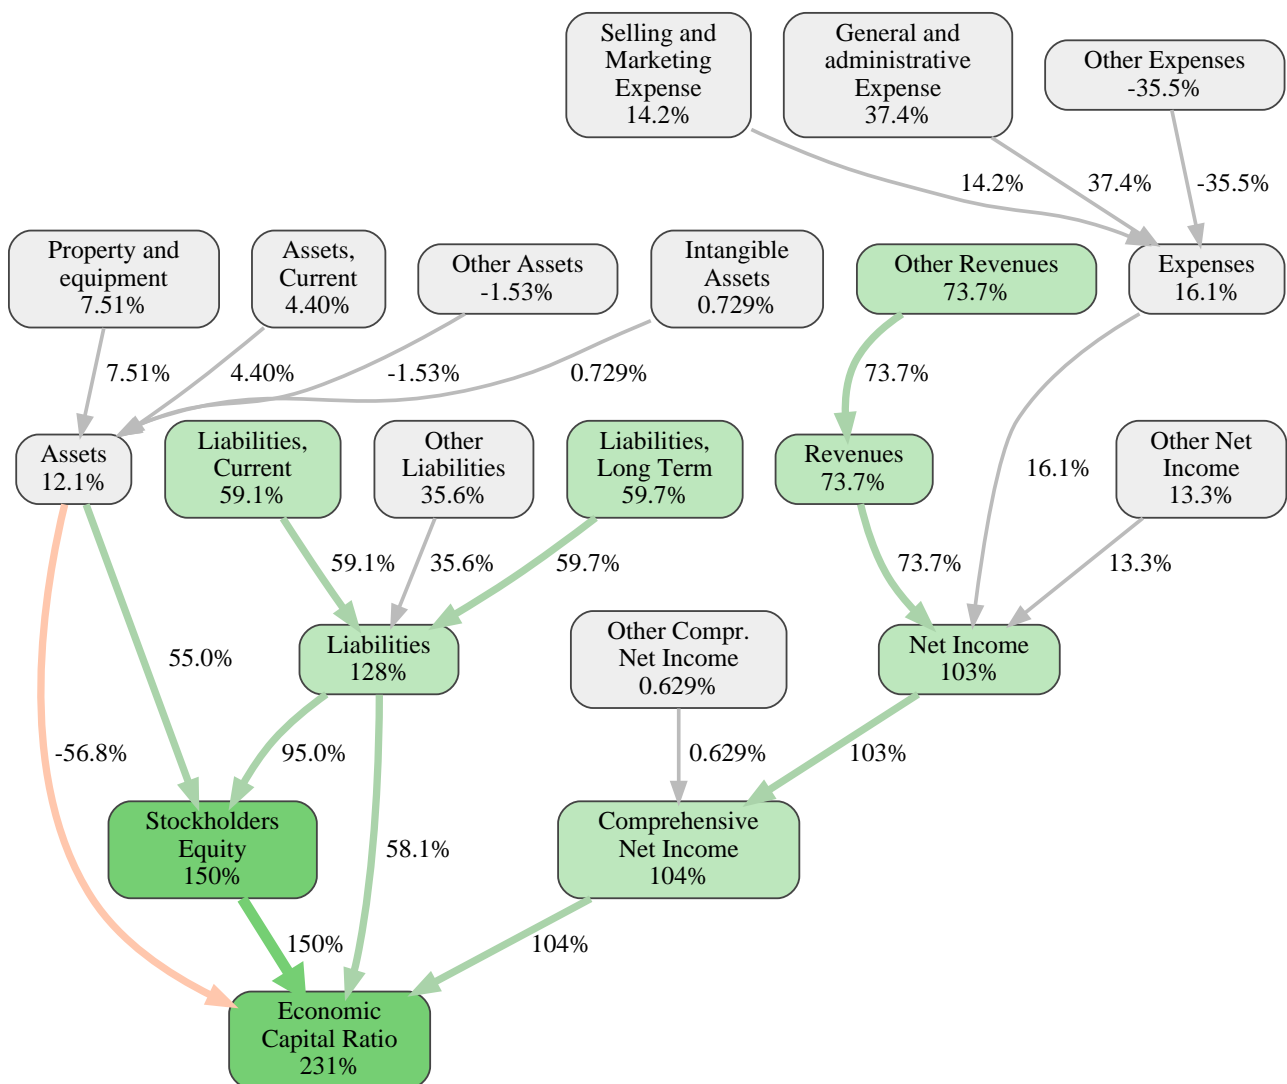 Selling and
Marketing
Expense
14.2%
General and
administrative
Expense
37.4%
Other Expenses
-35.5%
14.2%
37.4%
-35.5%
Property and
equipment
7.51%
Assets,
Current
4.40%
Other Assets
-1.53%
Intangible
Assets
0.729%
Other Revenues
73.7%
Expenses
16.1%
7.51%
4.40%
-1.53%
0.729%
73.7%
Assets
12.1%
Liabilities,
Current
59.1%
Other
Liabilities
35.6%
Liabilities,
Long Term
59.7%
Revenues
73.7%
16.1%
Other Net
Income
13.3%
59.1%
35.6%
59.7%
73.7%
13.3%
55.0%
Liabilities
128%
Other Compr.
Net Income
0.629%
Net Income
103%
-56.8%
95.0%
0.629%
103%
Stockholders
Equity
150%
58.1%
Comprehensive
Net Income
104%
150%
104%
Economic
Capital Ratio
231%